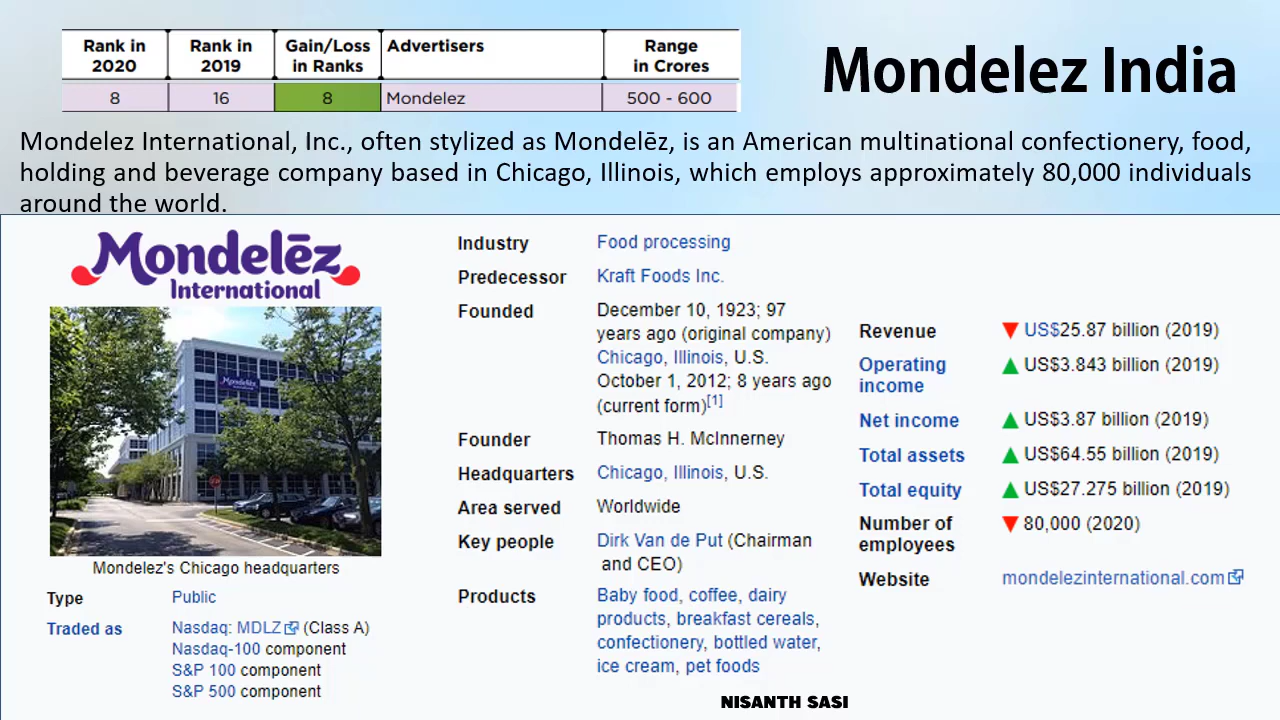 Rank in 2020 Rank in 2019 Gain/Loss in Ranks Advertisers Range in Crores
8 16 8 Mondelez 500 - 600
Mondelez India
Mondelez International, Inc., often stylized as Mondelēz, is an American multinational confectionery, food,
holding and beverage company based in Chicago, Illinois, which employs approximately 80,000 individuals
around the world.
Mondelēz
International
Mondelēz
Mondelez's Chicago headquarters
Type Public
Traded as Nasdaq: MDLZ (Class A)
Nasdaq-100 component
S&P 100 component
S&P 500 component
Industry Food processing
Predecessor Kraft Foods Inc.
Founded December 10, 1923; 97
years ago (original company)
Chicago, Illinois, U.S.
October 1, 2012; 8 years ago
(current form)[1]
Founder Thomas H. McInnerney
Headquarters Chicago, Illinois, U.S.
Area served Worldwide
Key people Dirk Van de Put (Chairman
and CEO)
Products Baby food, coffee, dairy
products, breakfast cereals,
confectionery, bottled water,
ice cream, pet foods
Revenue ▼ US$25.87 billion (2019)
Operating income ▲ US$3.843 billion (2019)
Net income ▲ US$3.87 billion (2019)
Total assets ▲ US$64.55 billion (2019)
Total equity ▲ US$27.275 billion (2019)
Number of employees ▼ 80,000 (2020)
Website mondelezinternational.com
NISANTH SASI